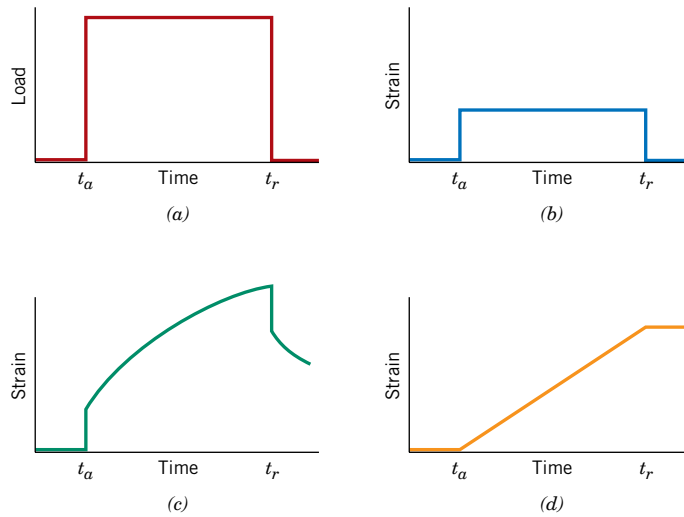 Load
t_a Time t_r
(a)
Strain
t_a Time t_r
(b)
Strain
t_a Time t_r
(c)
Strain
t_a Time t_r
(d)